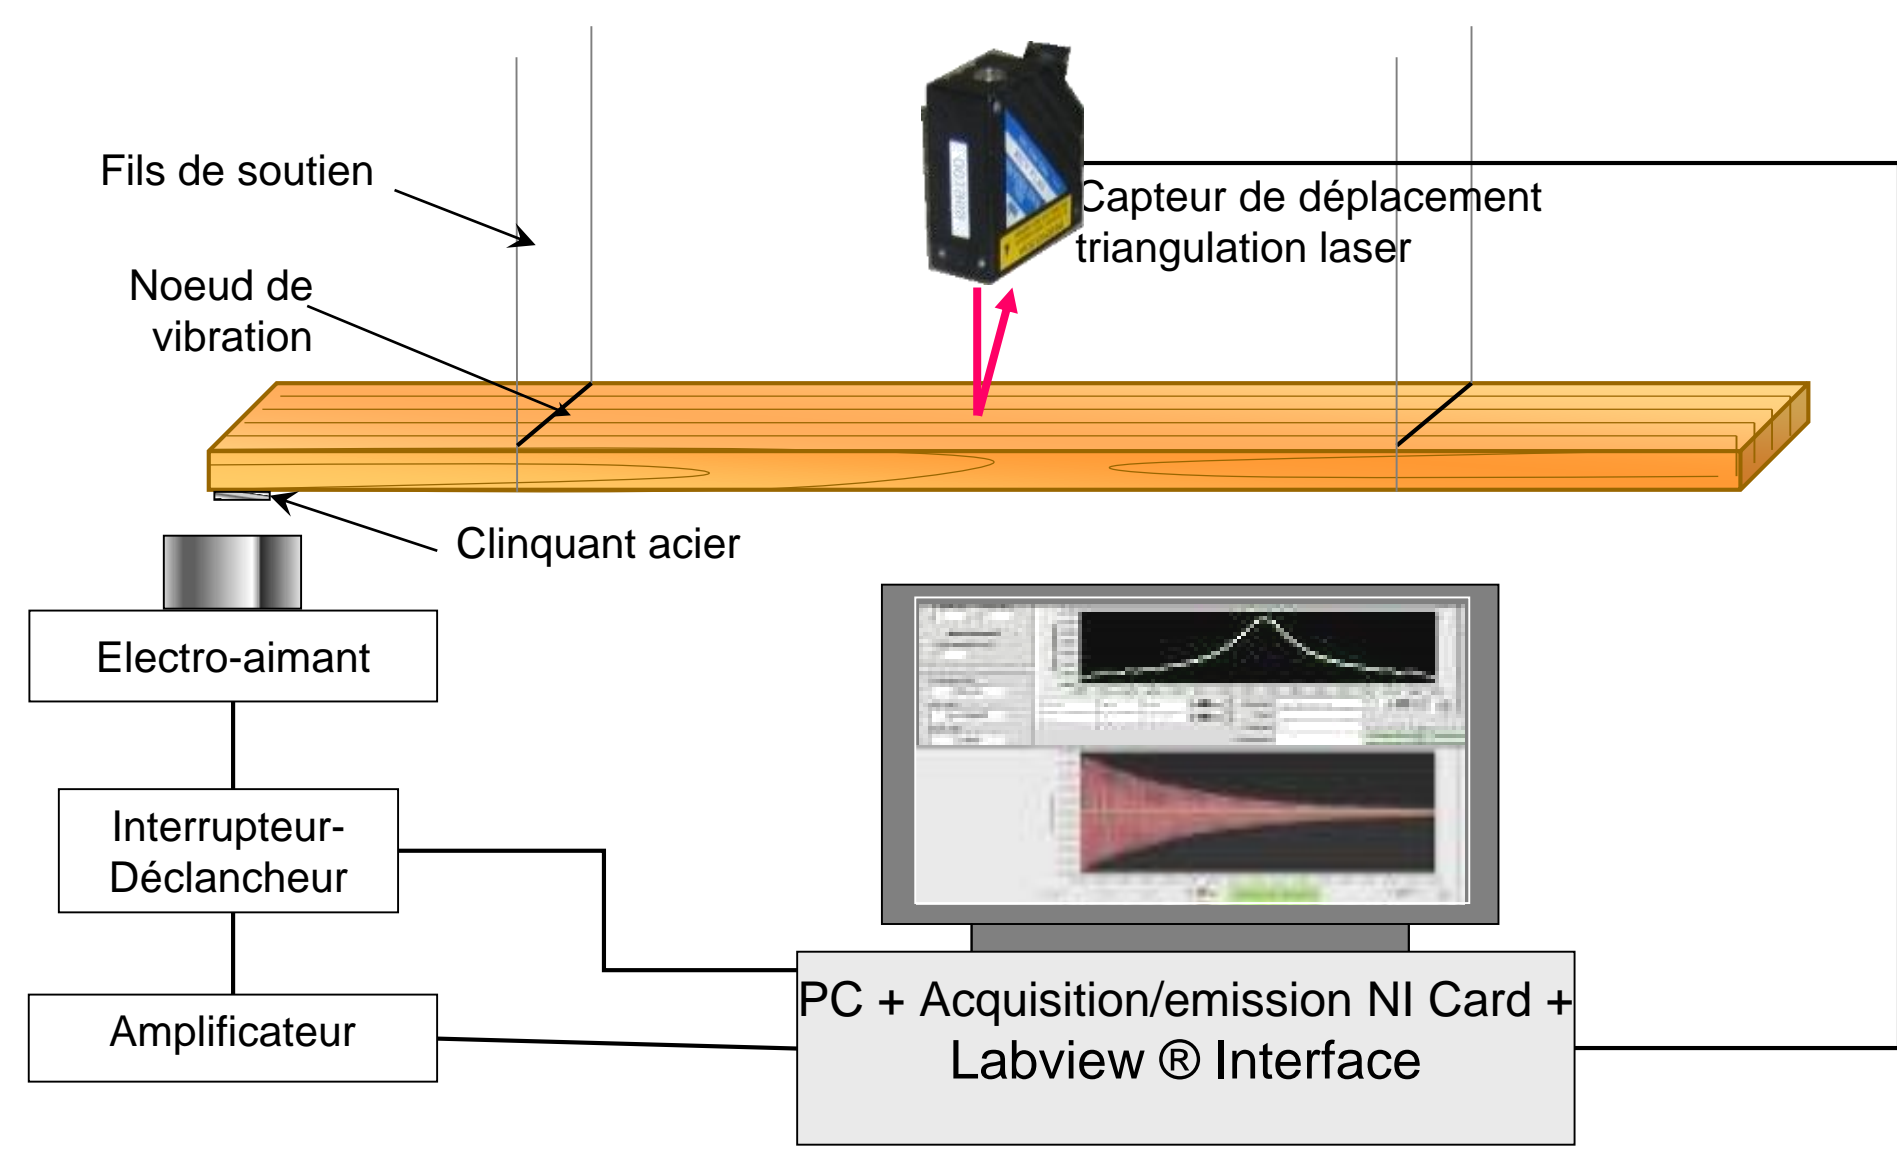 Fils de soutien
Capteur de déplacement
triangulation laser
Noeud de
vibration
Clinquant acier
Electro-aimant
Interrupteur-
Déclancheur
Amplificateur
PC + Acquisition/emission NI Card +
Labview ® Interface